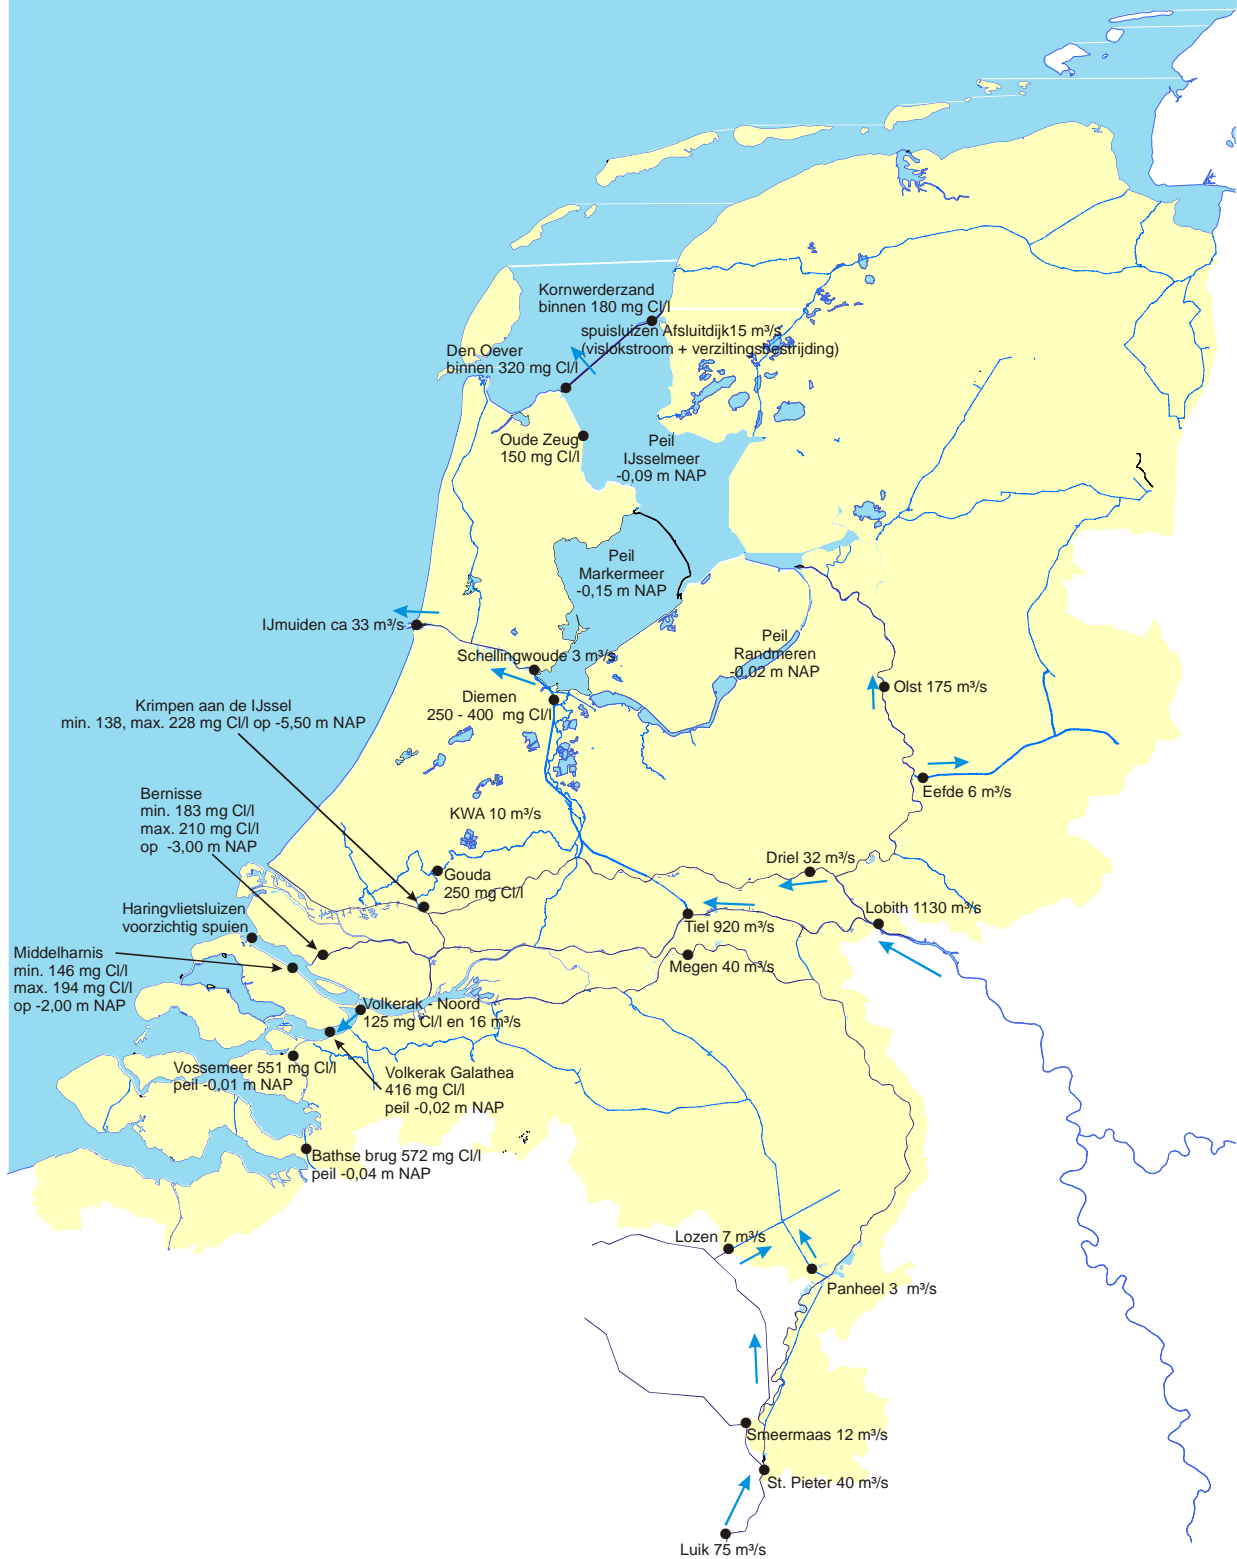 Kornwerderzand
binnen 180 mg Cl/l
spuisluizen Afsluitdijk15 m³/s
(vislokstroom + verziltingsbestrijding)
Den Oever
binnen 320 mg Cl/l
Oude Zeug
150 mg Cl/l
Peil
IJsselmeer
-0,09 m NAP
Peil
Markermeer
-0,15 m NAP
IJmuiden ca 33 m³/s
Schellingwoude 3 m³/s
Peil
Randmeren
-0,02 m NAP
Olst 175 m³/s
Diemen
250 - 400 mg Cl/l
Krimpen aan de IJssel
min. 138, max. 228 mg Cl/l op -5,50 m NAP
Eefde 6 m³/s
Bernisse
min. 183 mg Cl/l
max. 210 mg Cl/l
op -3,00 m NAP
KWA 10 m³/s
Driel 32 m³/s
Gouda
250 mg Cl/l
Haringvlietsluizen
voorzichtig spuien
Lobith 1130 m³/s
Tiel 920 m³/s
Middelharnis
min. 146 mg Cl/l
max. 194 mg Cl/l
op -2,00 m NAP
Megen 40 m³/s
Volkerak - Noord
125 mg Cl/l en 16 m³/s
Vossemeer 551 mg Cl/l
peil -0,01 m NAP
Volkerak Galathea
416 mg Cl/l
peil -0,02 m NAP
Bathse brug 572 mg Cl/l
peil -0,04 m NAP
Lozen 7 m³/s
Panheel 3 m³/s
Smeermaas 12 m³/s
St. Pieter 40 m³/s
Luik 75 m³/s